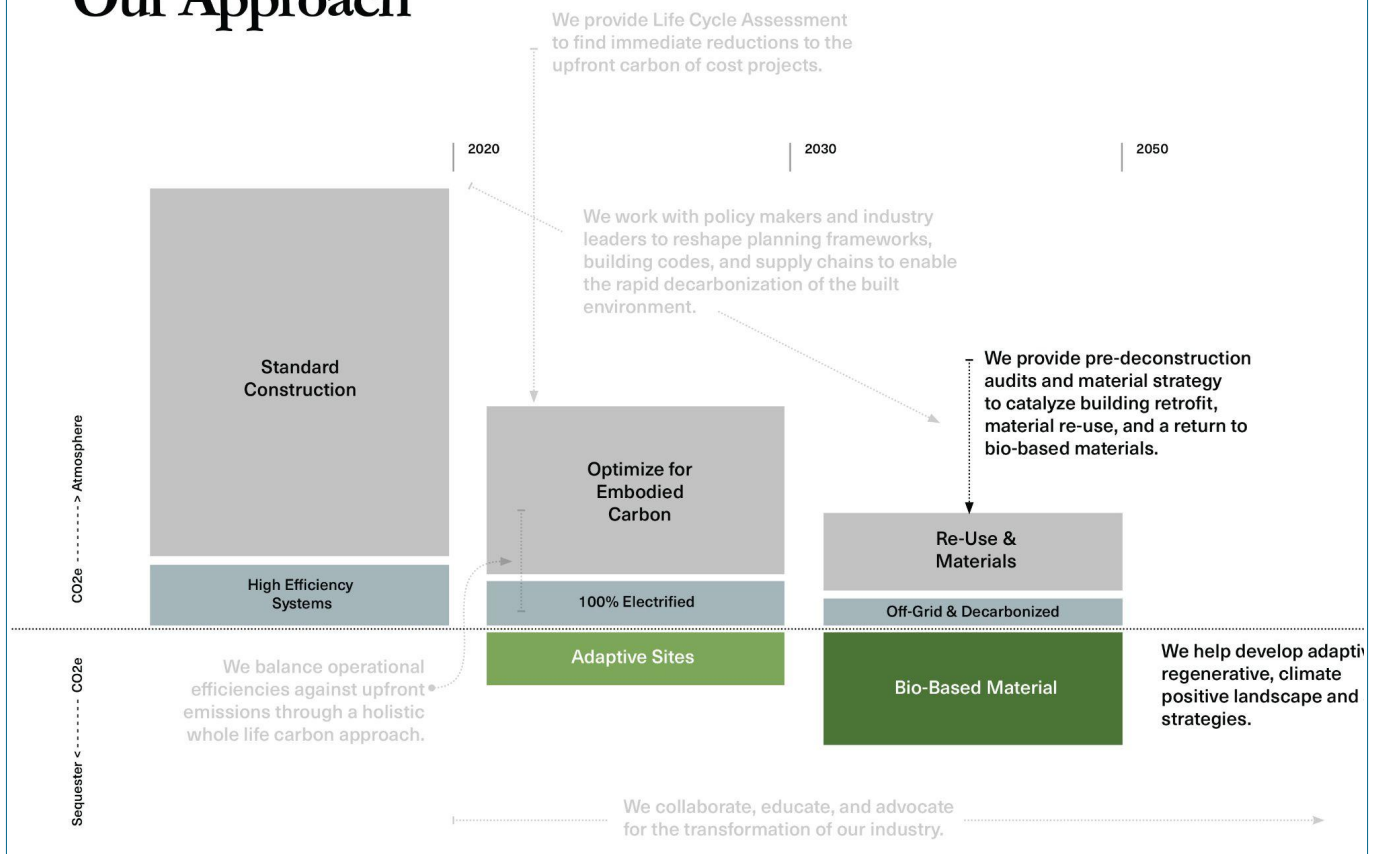 Our Approach
We provide Life Cycle Assessment
to find immediate reductions to the
upfront carbon of cost projects.
2020
2030
2050
We work with policy makers and industry
leaders to reshape planning frameworks,
building codes, and supply chains to enable
the rapid decarbonization of the built
environment.
Standard
Construction
We provide pre-deconstruction
audits and material strategy
to catalyze building retrofit,
material re-use, and a return to
bio-based materials.
Optimize for
Embodied
Carbon
Re-Use &
Materials
CO2e -------> Atmosphere
High Efficiency
Systems
100% Electrified
Off-Grid & Decarbonized
Sequester <------- CO2e
We balance operational
efficiencies against upfront
emissions through a holistic
whole life carbon approach.
Adaptive Sites
Bio-Based Material
We help develop adaptiv
regenerative, climate
positive landscape and
strategies.
We collaborate, educate, and advocate
for the transformation of our industry.